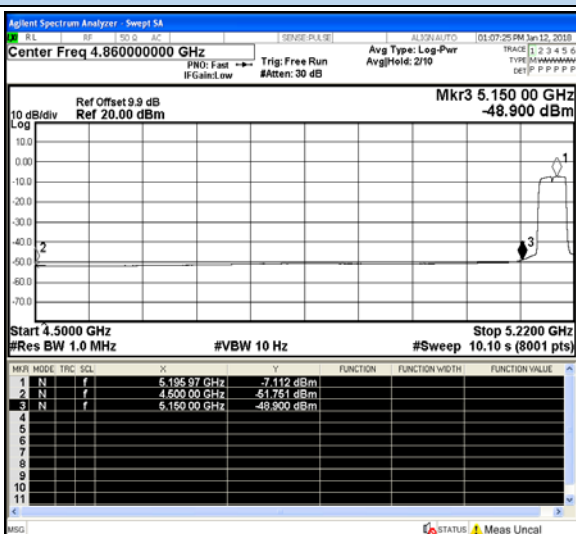 Agilent Spectrum Analyzer - Swept SA
RL RF 50 Ω AC SENSE:PULSE ALIGN AUTO 01:07:25 PM Jan 12, 2018
Center Freq 4.860000000 GHz Avg Type: Log-Pwr TRACE 1 2 3 4 5 6
PNO: Fast Trig: Free Run Avg|Hold: 2/10 TYPE M WWWWW
IFGain:Low #Atten: 30 dB DET P P P P P P
Mkr3 5.150 00 GHz
-48.900 dBm
Ref Offset 9.9 dB
10 dB/div Ref 20.00 dBm
Log
10.0
0.00
-10.0
-20.0
-30.0
-40.0
-50.0
-60.0
-70.0
1
2
3
Start 4.5000 GHz Stop 5.2200 GHz
#Res BW 1.0 MHz #VBW 10 Hz #Sweep 10.10 s (8001 pts)
MKR MODE TRC SCL X Y FUNCTION FUNCTION WIDTH FUNCTION VALUE
1 N f 5.195 97 GHz -7.112 dBm
2 N f 4.500 00 GHz -51.751 dBm
3 N f 5.150 00 GHz -48.900 dBm
4
5
6
7
8
9
10
11
MSG STATUS Meas Uncal